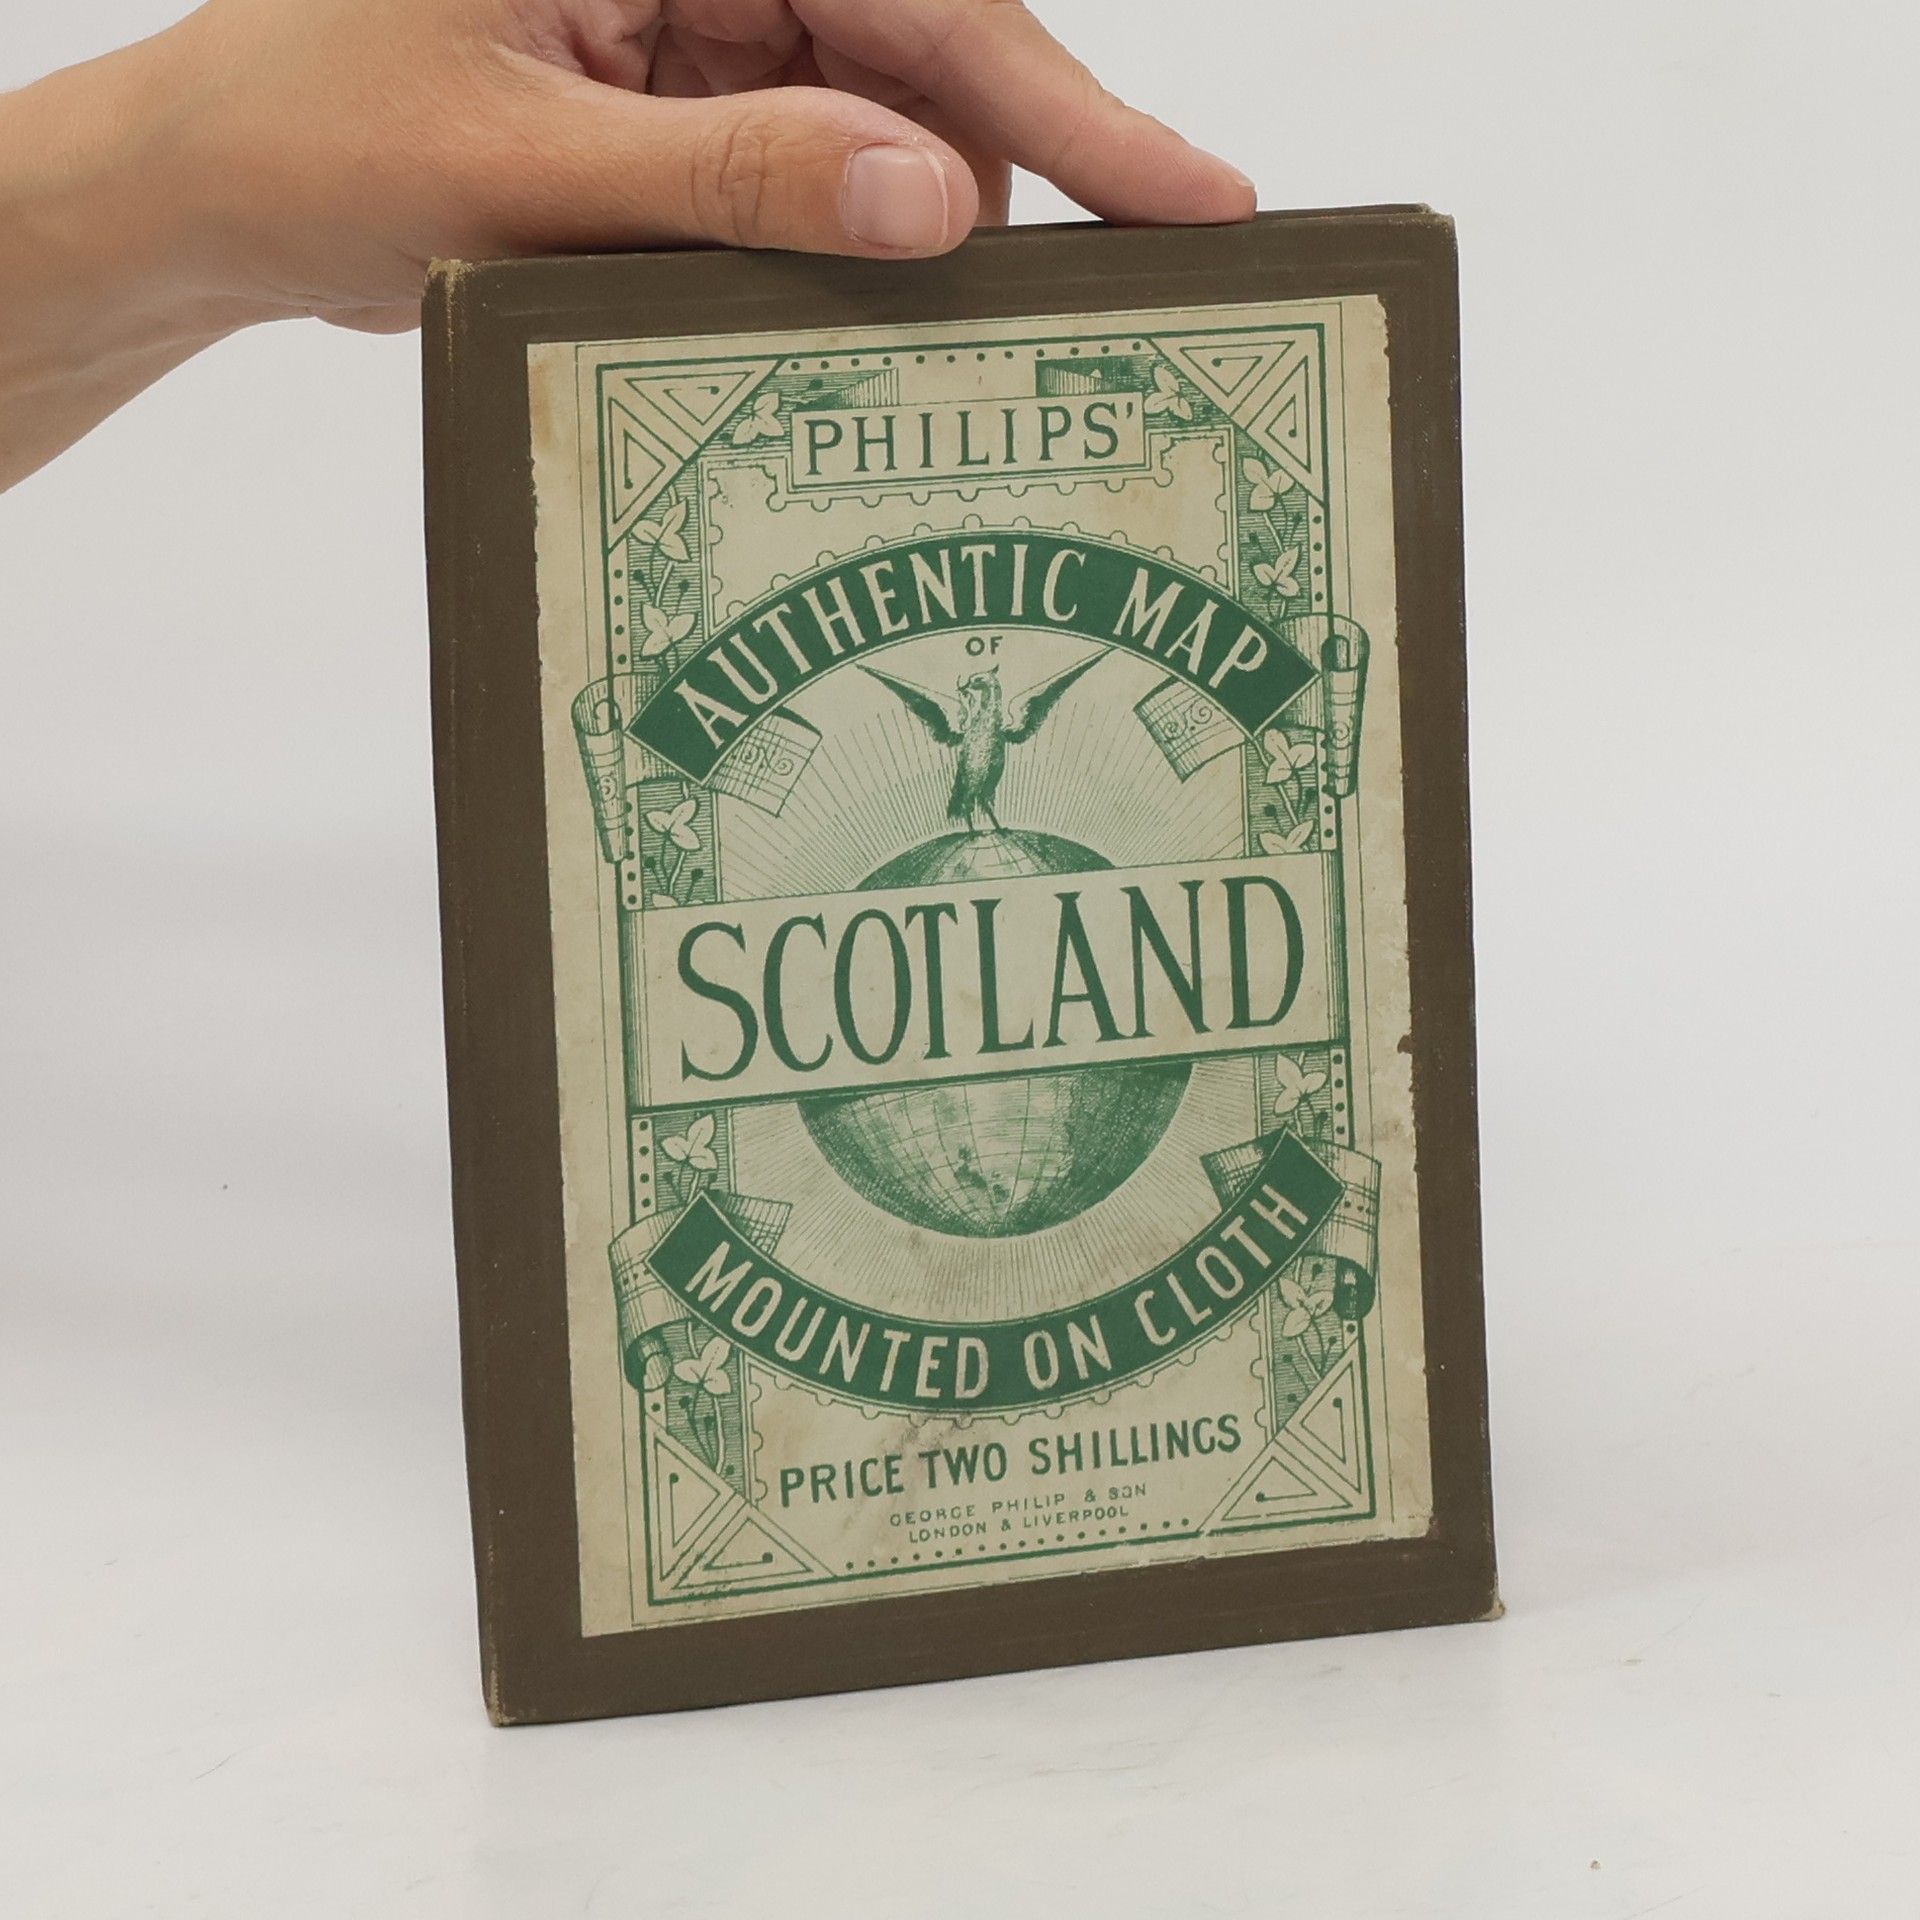 PHILIPS'
AUTHENTIC MAP
OF
SCOTLAND
MOUNTED ON CLOTH
PRICE TWO SHILLINGS
GEORGE PHILIP & SON
LONDON & LIVERPOOL